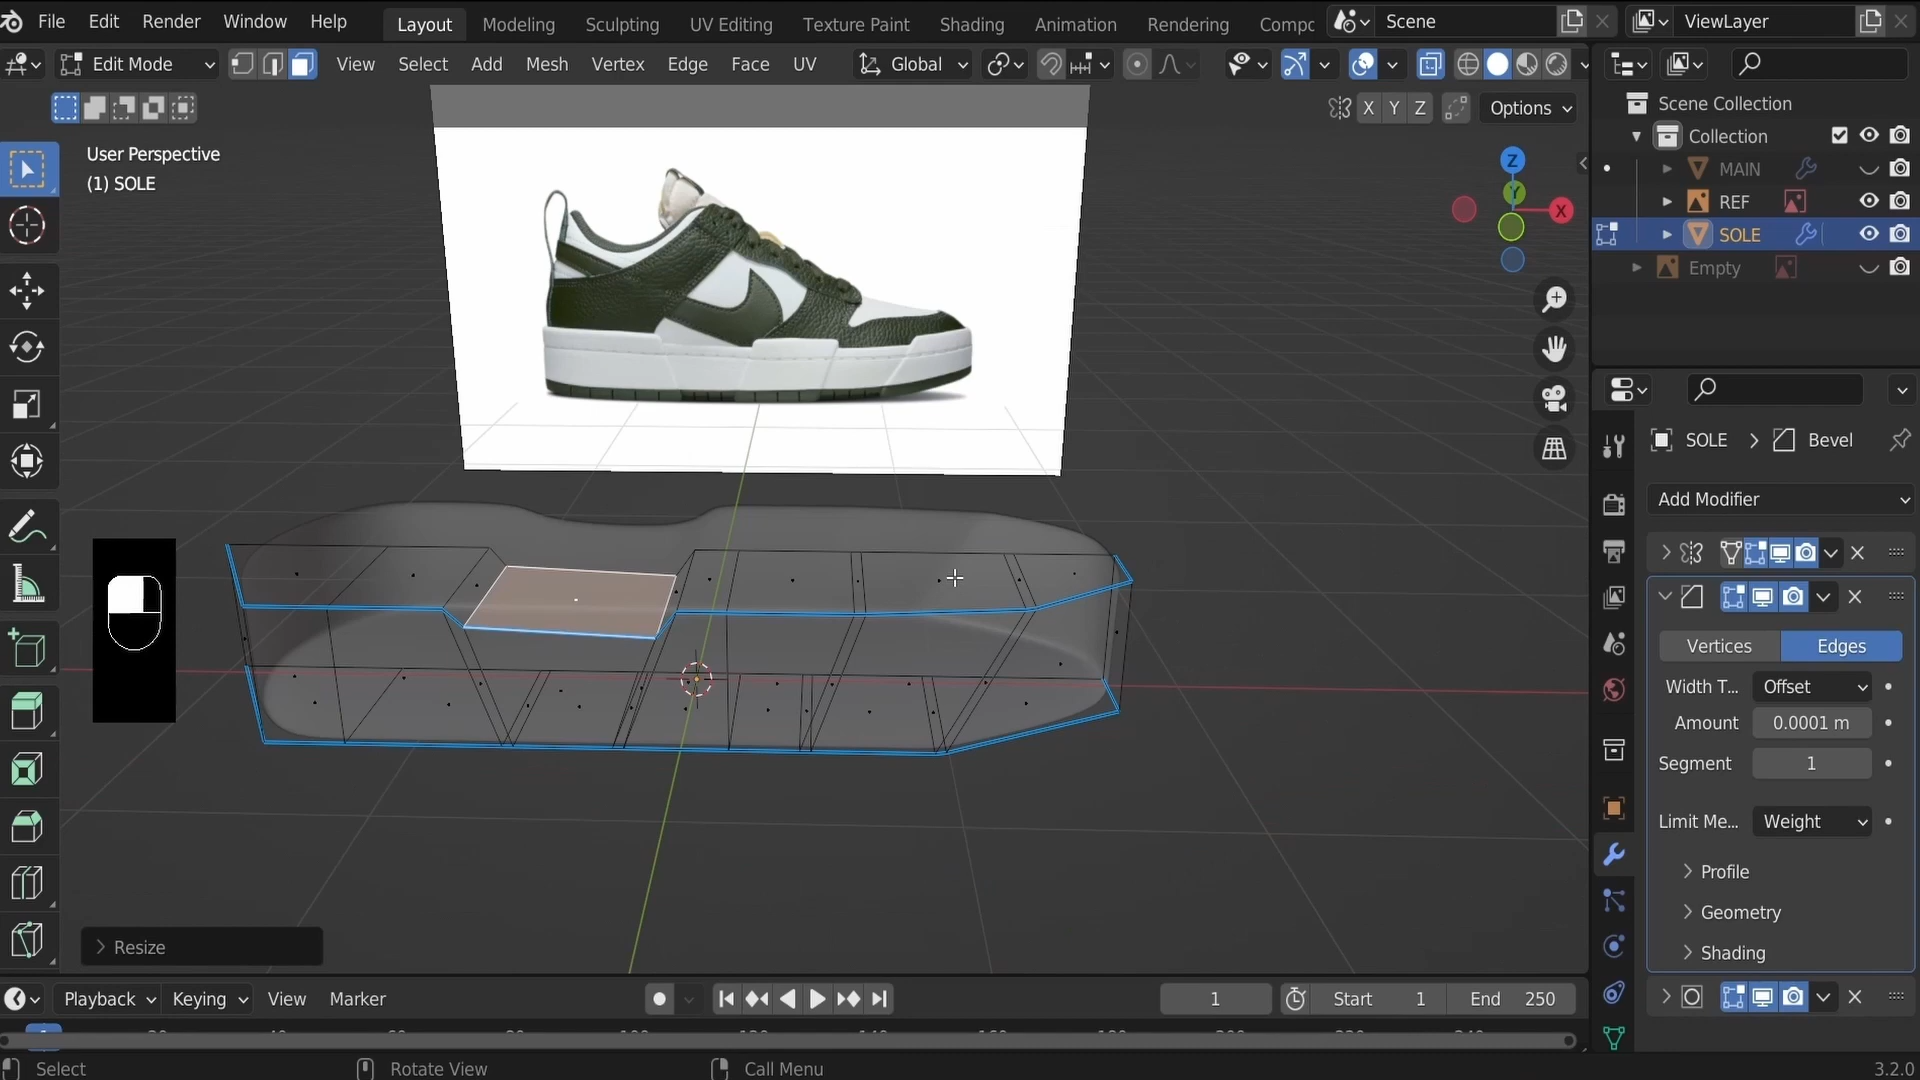 File Edit Render Window Help Layout Modeling Sculpting UV Editing Texture Paint Shading Animation Rendering Compc Scene ViewLayer
Edit Mode View Select Add Mesh Vertex Edge Face UV Global
X Y Z Options
User Perspective
(1) SOLE
Z
Y
X
Scene Collection
Collection
MAIN
REF
SOLE
Empty
SOLE > Bevel
Add Modifier
Vertices Edges
Width T... Offset
Amount 0.0001 m
Segment 1
Limit Me... Weight
Profile
Geometry
Shading
Resize
Playback Keying View Marker 1 Start 1 End 250
Select Rotate View Call Menu 3.2.0